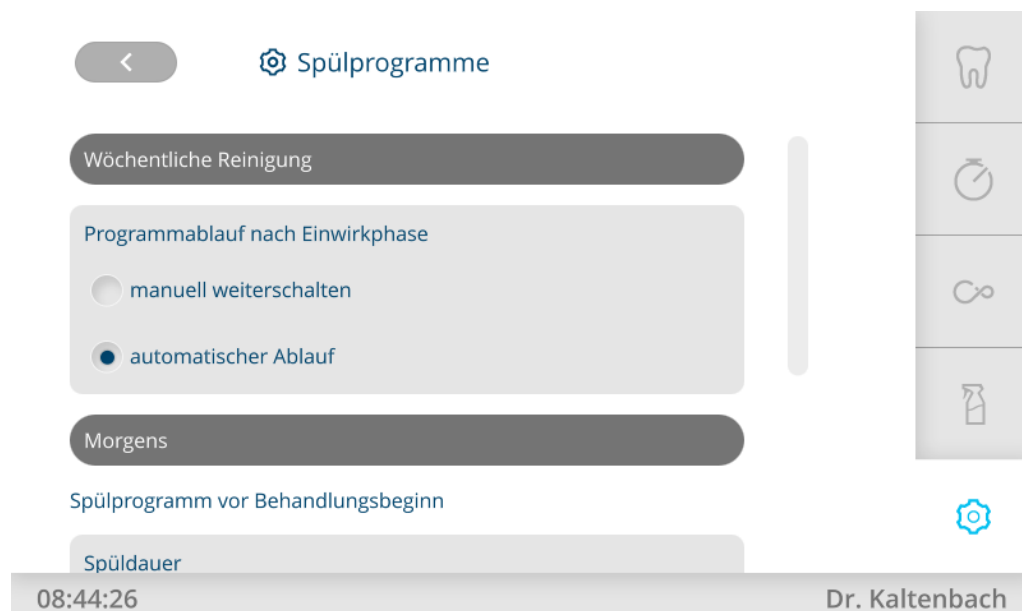 Spülprogramme
Wöchentliche Reinigung
Programmablauf nach Einwirkphase
manuell weiterschalten
automatischer Ablauf
Morgens
Spülprogramm vor Behandlungsbeginn
Spüldauer
08:44:26
Dr. Kaltenbach